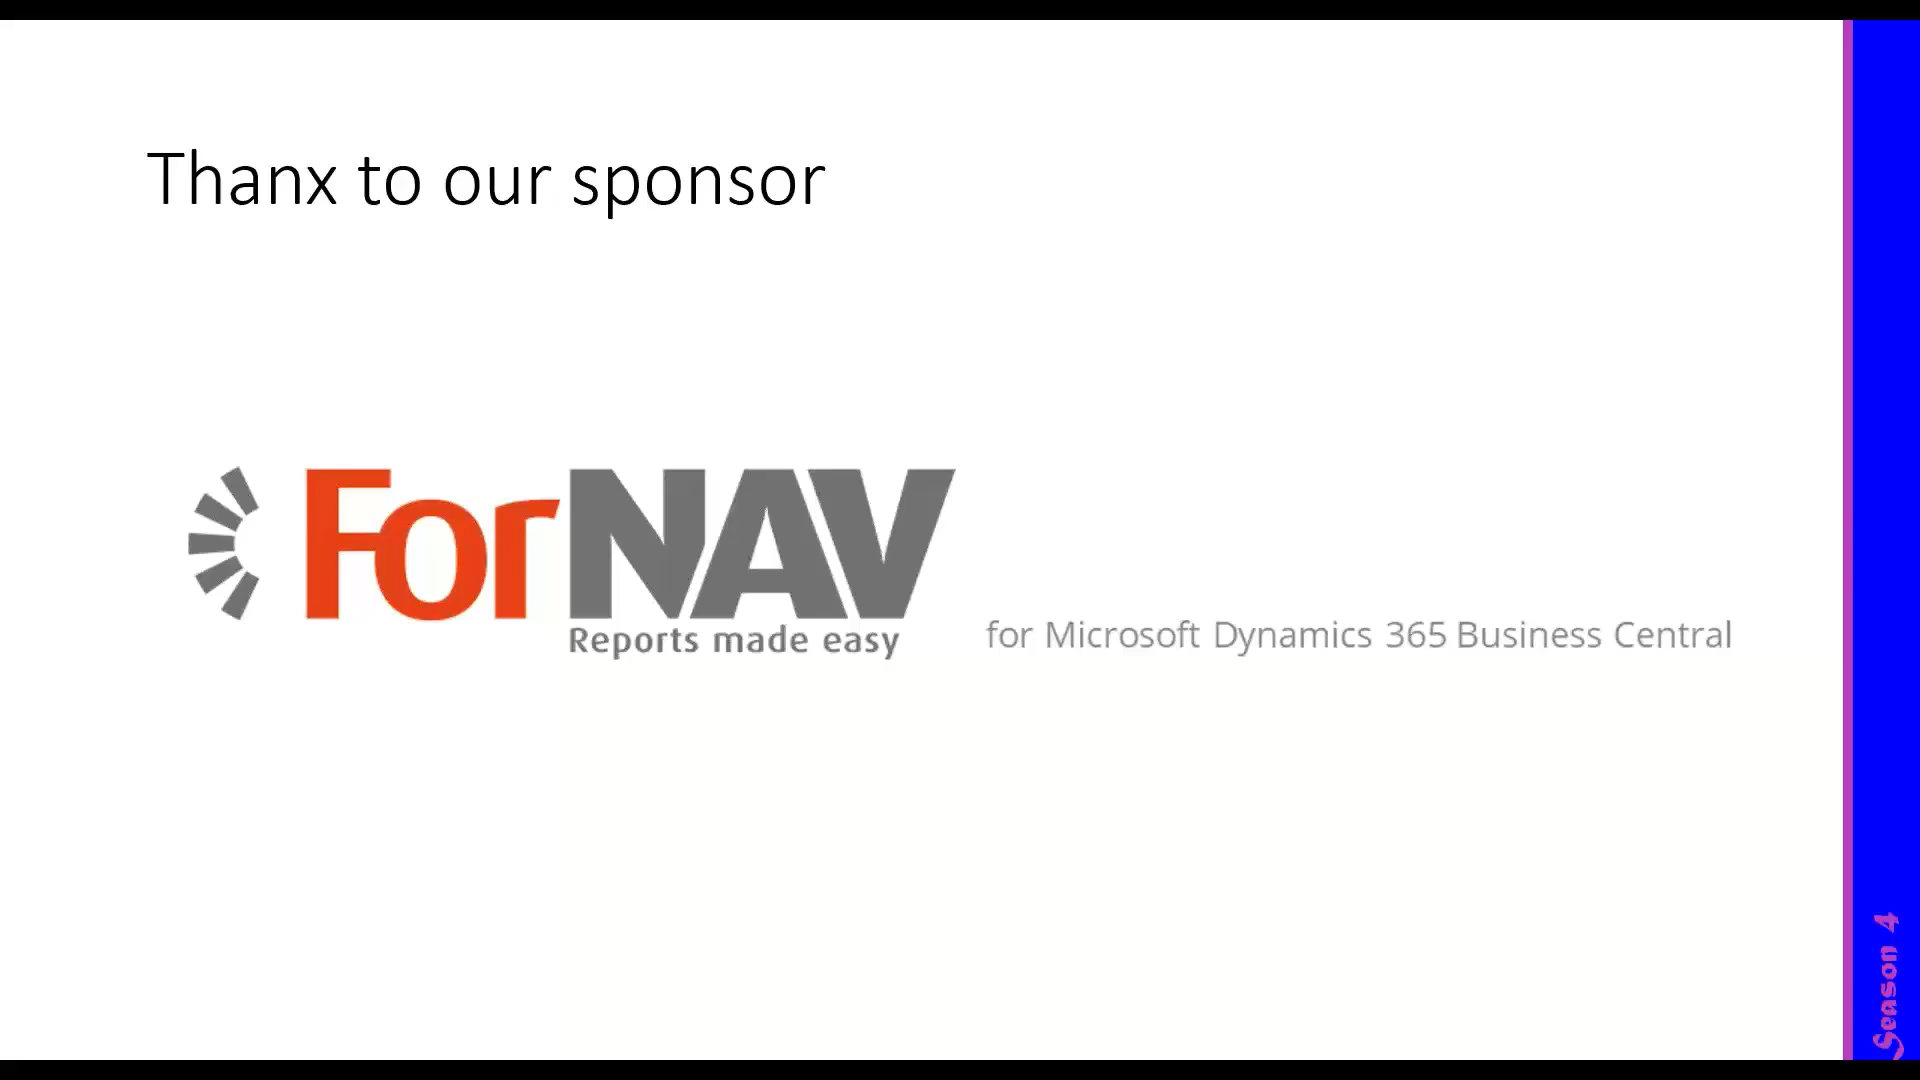 Thanx to our sponsor
ForNAV
Reports made easy
for Microsoft Dynamics 365 Business Central
Season 4